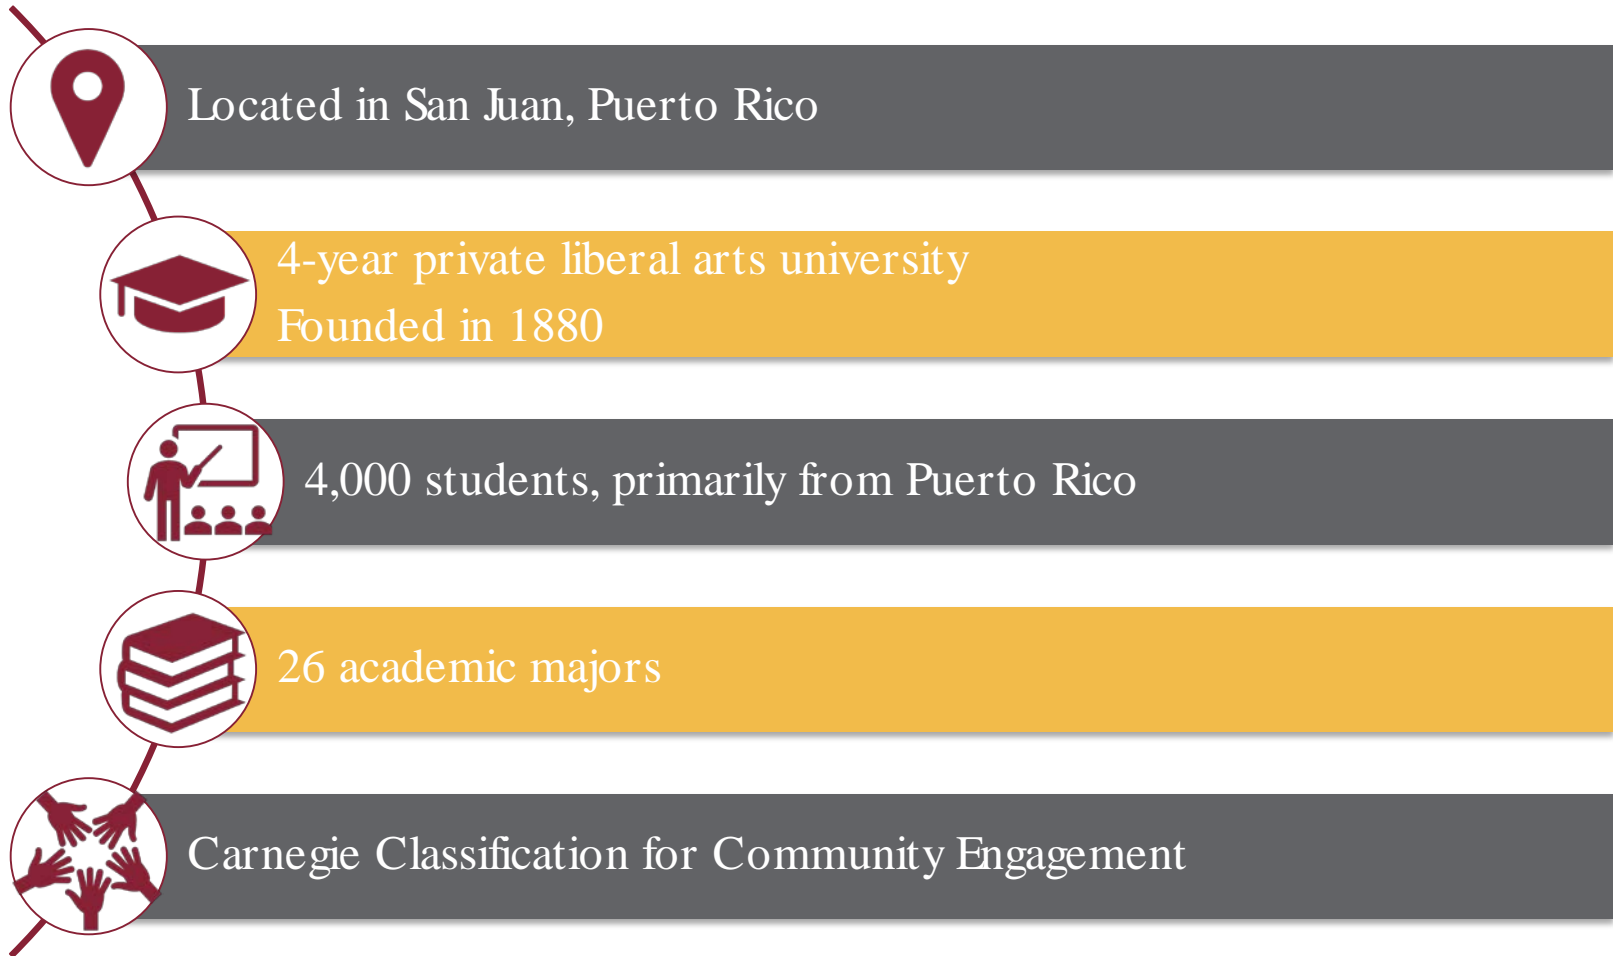 Located in San Juan, Puerto Rico
4-year private liberal arts university
Founded in 1880
4,000 students, primarily from Puerto Rico
26 academic majors
Carnegie Classification for Community Engagement